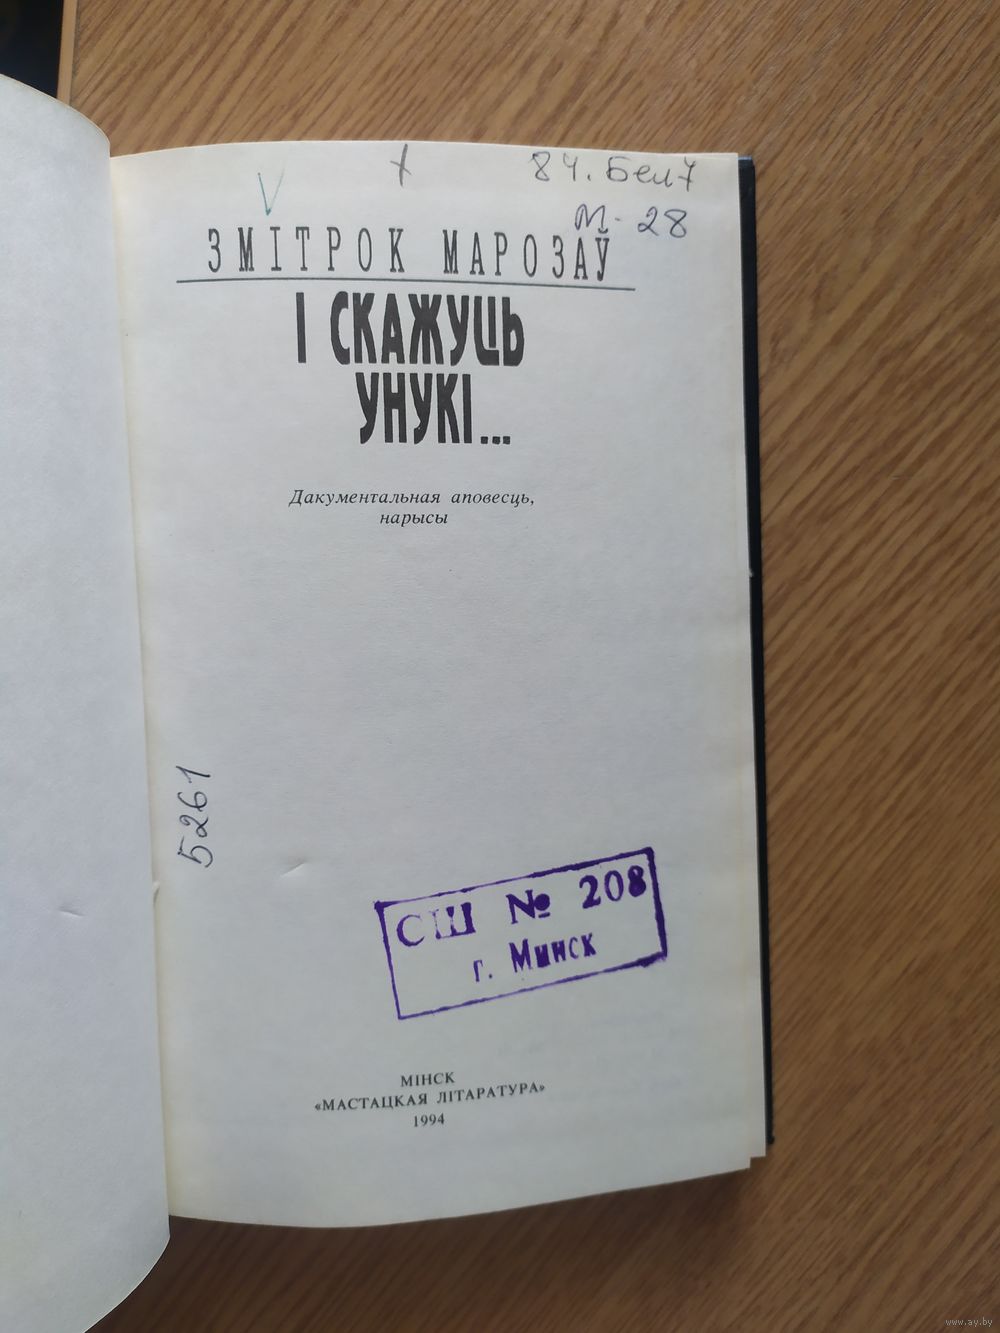 V
х
84. Бел7
М-28
ЗМІТРОК МАРОЗАЎ
І СКАЖУЦЬ
УНУКІ...
Дакументальная аповесць,
нарысы
5261
СШ № 208
г. Минск
МІНСК
«МАСТАЦКАЯ ЛІТАРАТУРА»
1994
www.ay.by